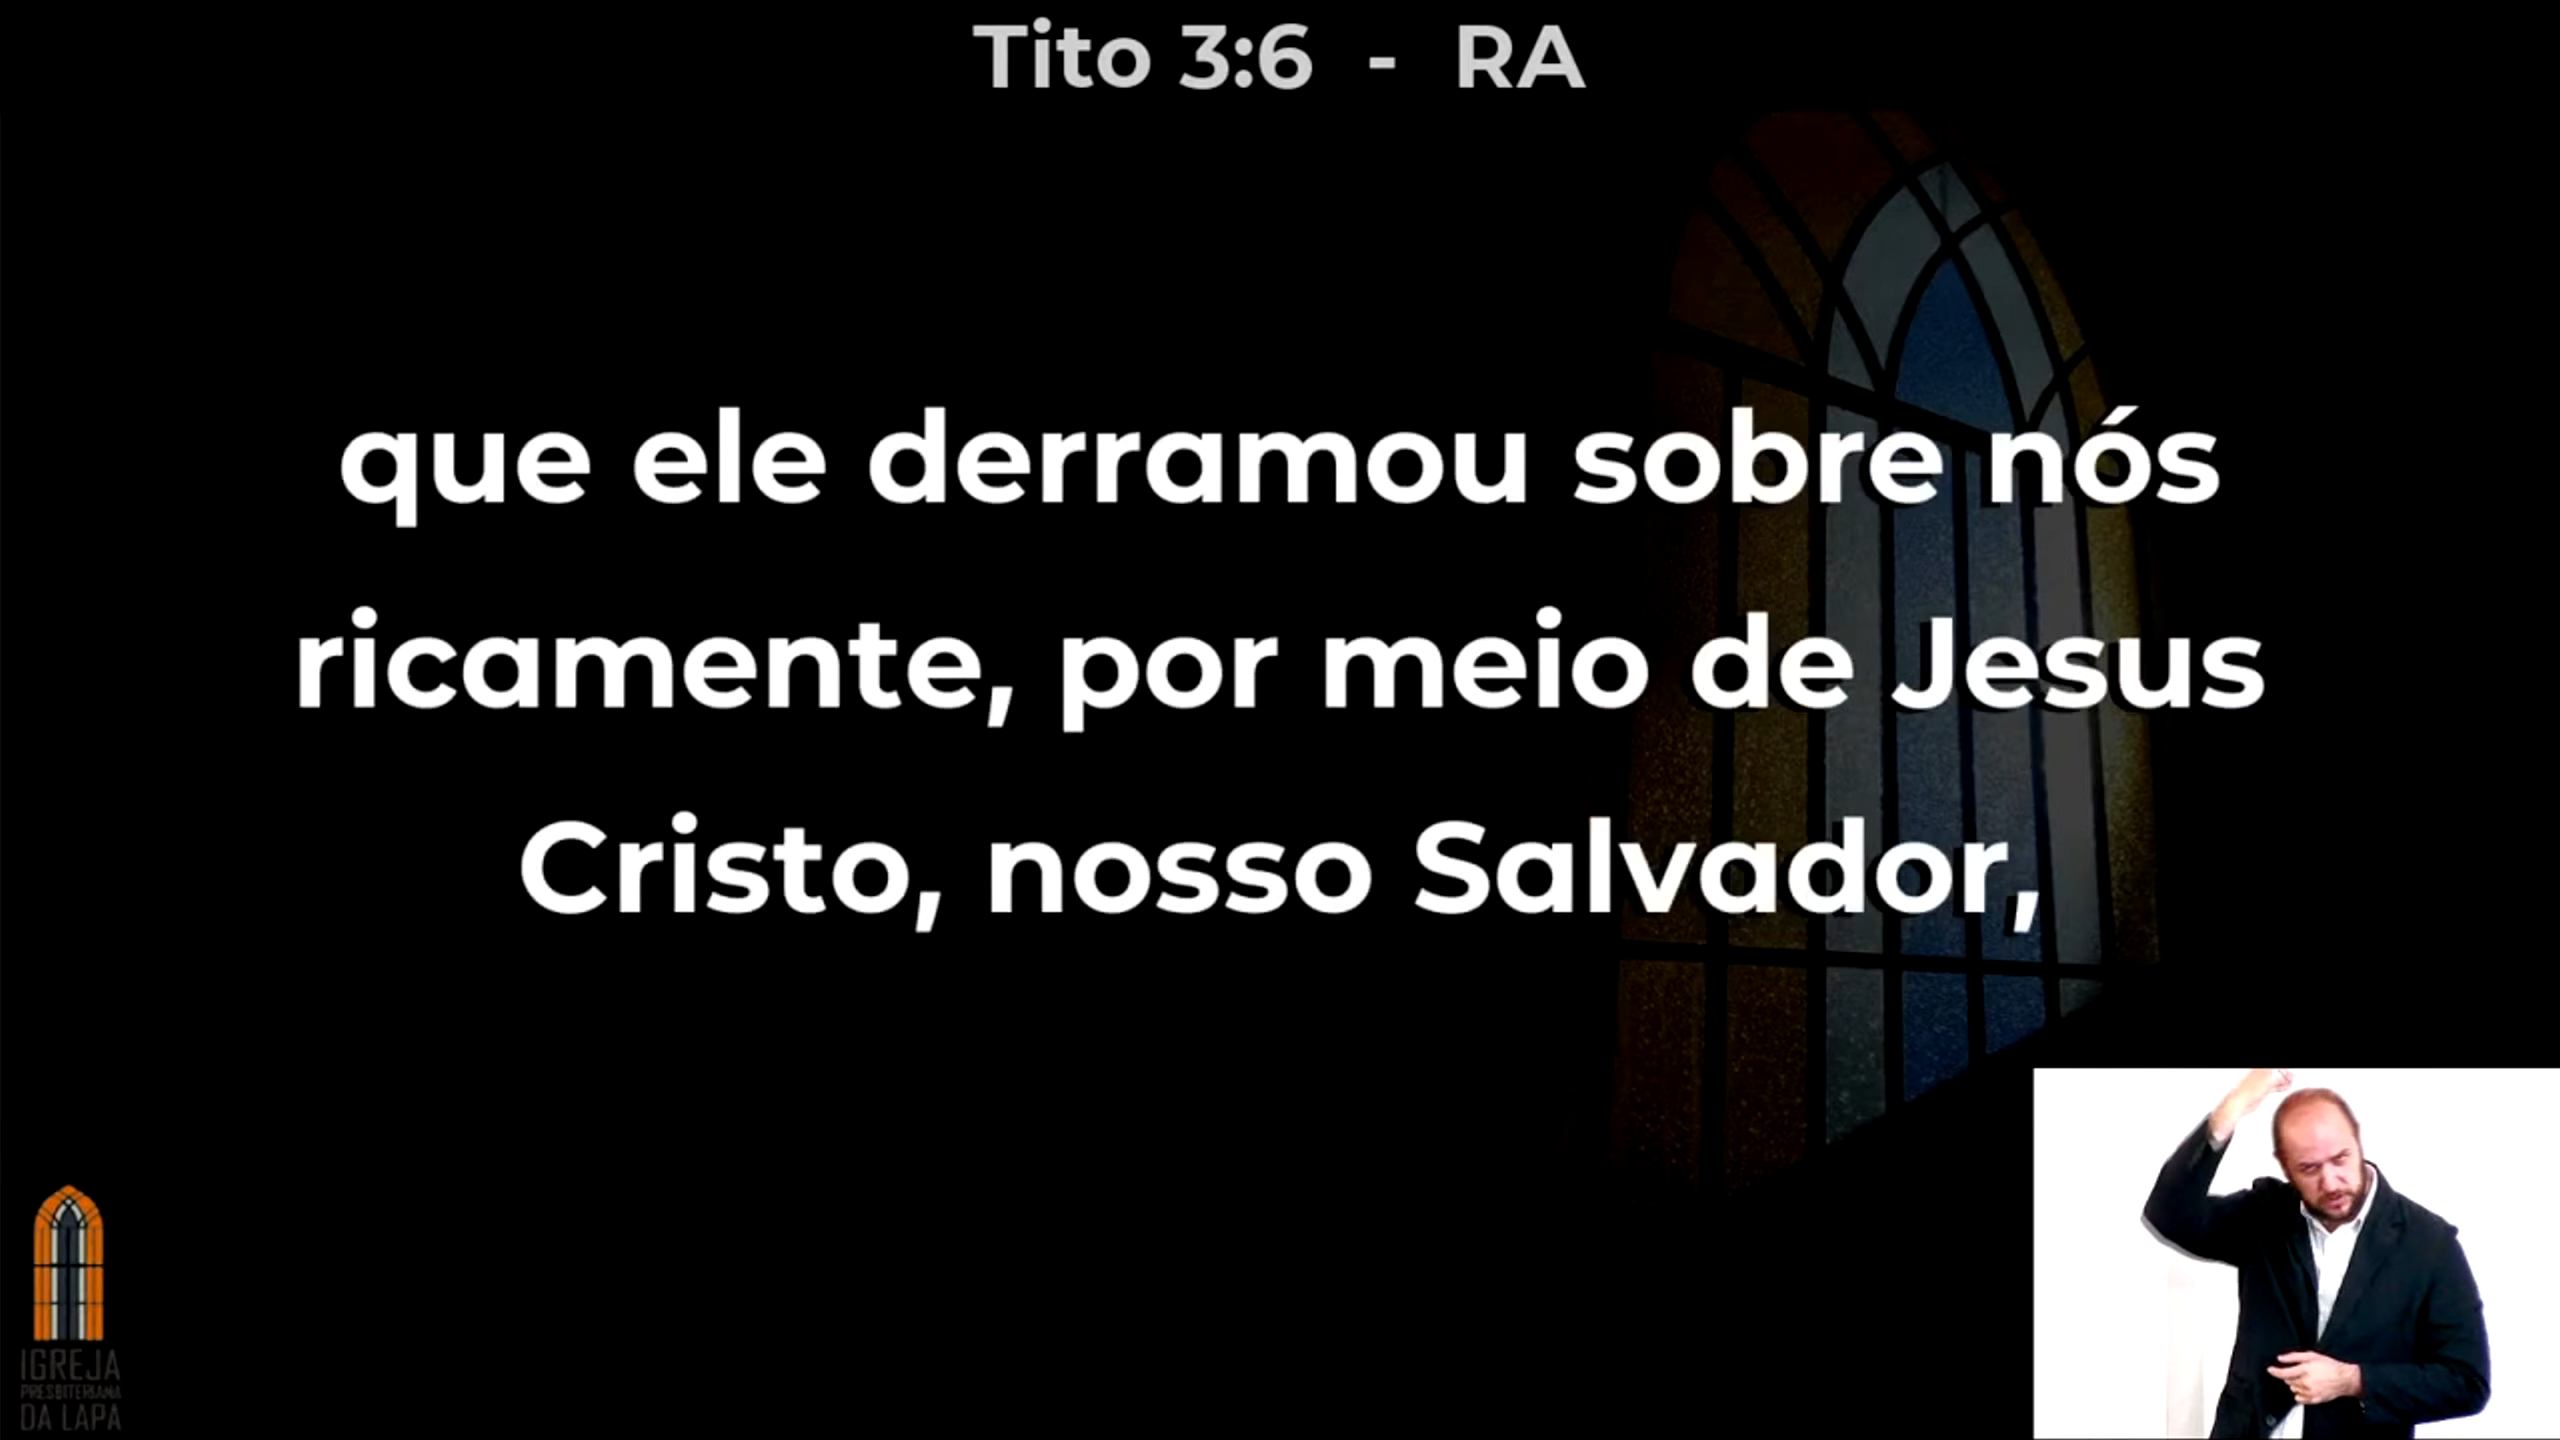 Tito 3:6 - RA
que ele derramou sobre nós
ricamente, por meio de Jesus
Cristo, nosso Salvador,
IGREJA
PRESBITERIANA
DA LAPA